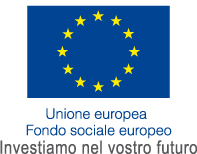 Unione europea
Fondo sociale europeo
Investiamo nel vostro futuro